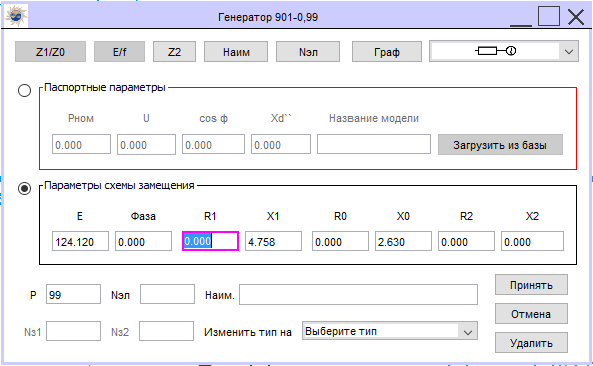 Генератор 901-0,99
Z1/Z0 E/f Z2 Наим Nэл Граф
Паспортные параметры
Pном U cos ф Xd`` Название модели
0.000 0.000 0.000 0.000 Загрузить из базы
Параметры схемы замещения
E Фаза R1 X1 R0 X0 R2 X2
124.120 0.000 0.000 4.758 0.000 2.630 0.000 0.000
P 99 Nэл Наим. Принять
Отмена
Nз1 Nз2 Изменить тип на Выберите тип
Удалить